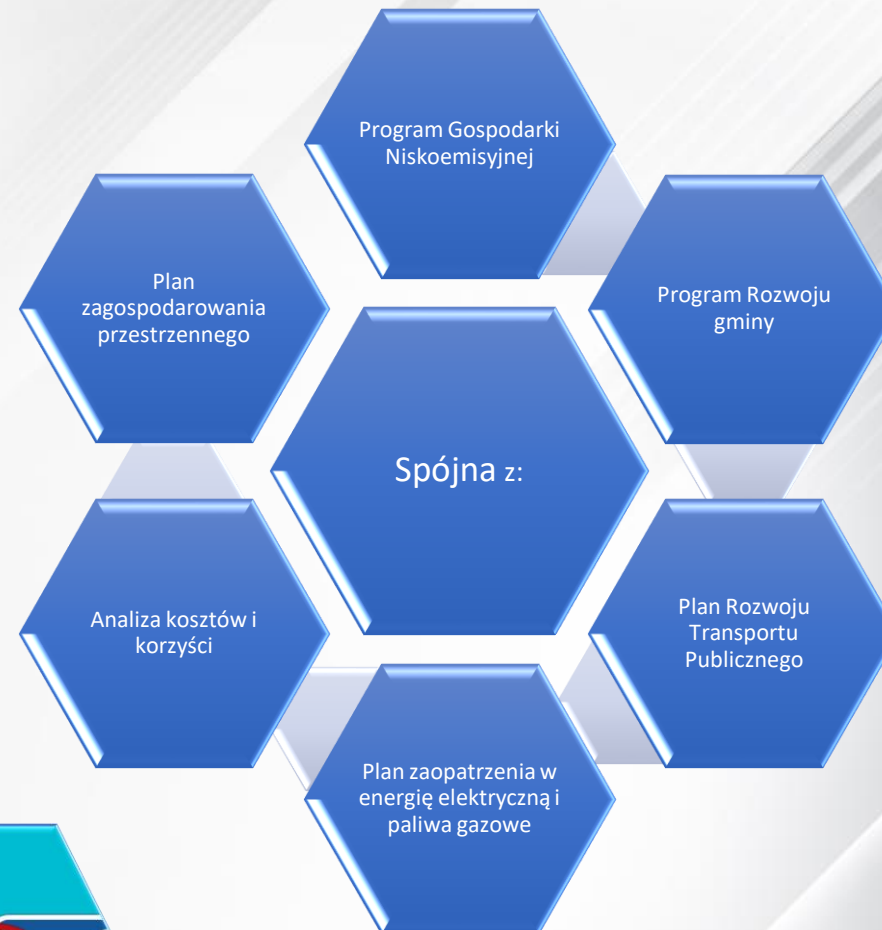 Program Gospodarki
Niskoemisyjnej
Plan
zagospodarowania
przestrzennego
Program Rozwoju
gminy
Spójna z:
Analiza kosztów i
korzyści
Plan Rozwoju
Transportu
Publicznego
Plan zaopatrzenia w
energię elektryczną i
paliwa gazowe